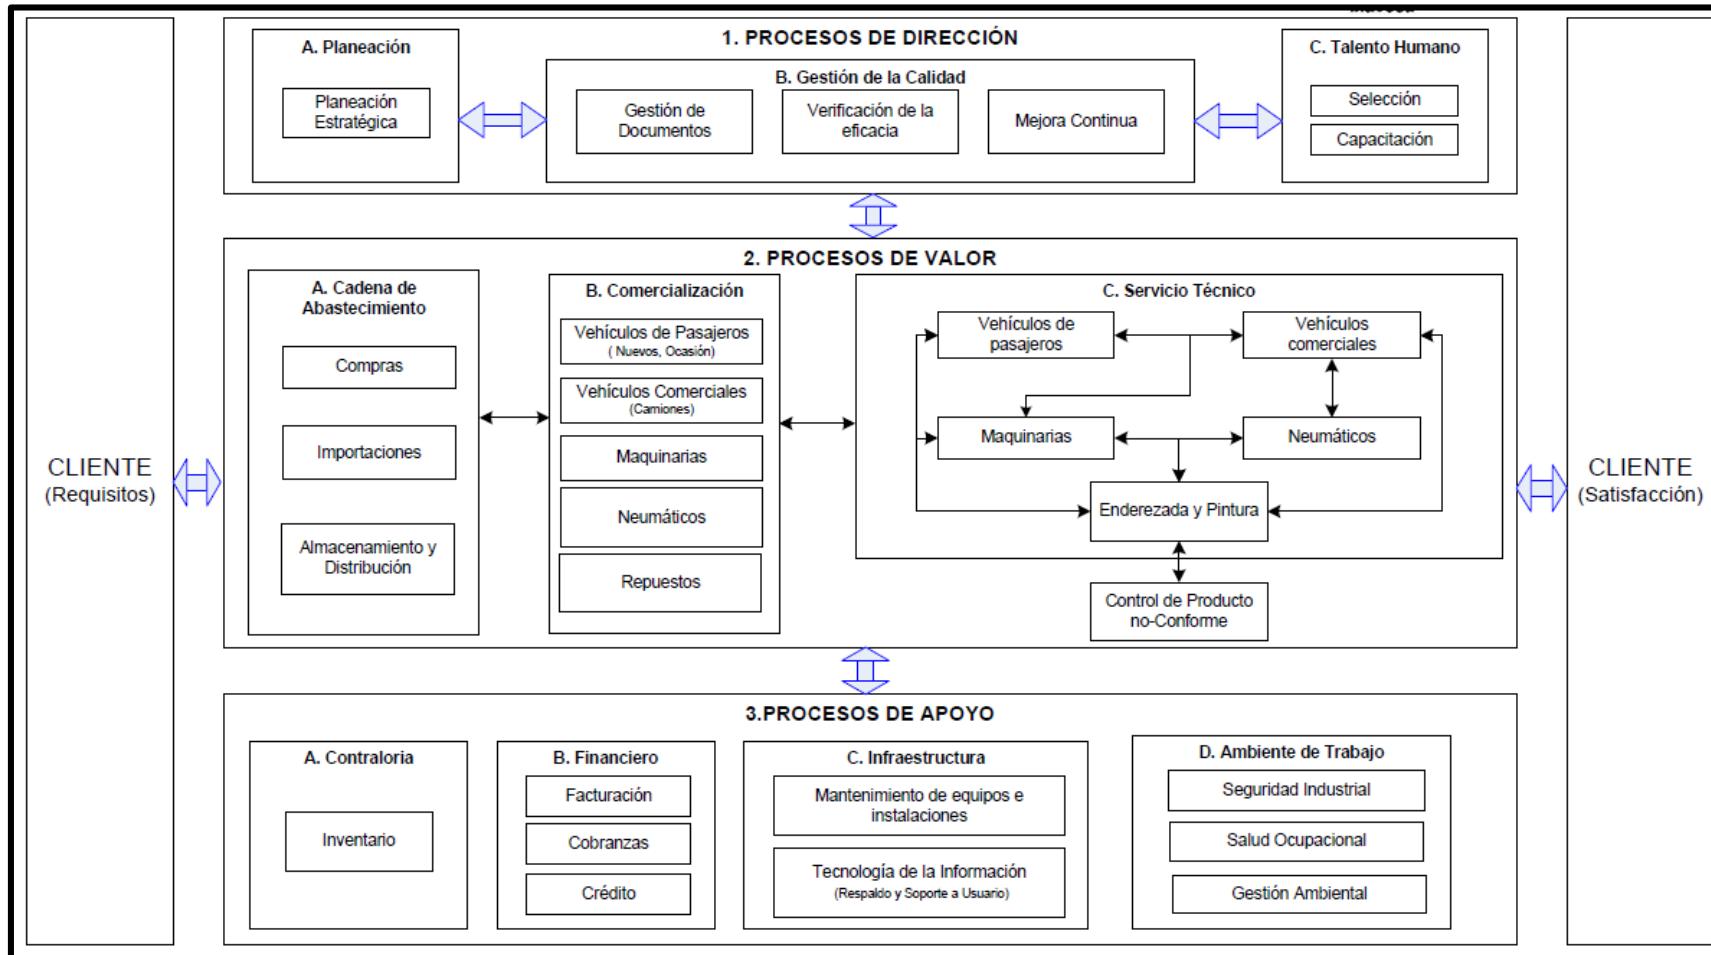 1. PROCESOS DE DIRECCIÓN
A. Planeación
Planeación
Estratégica
B. Gestión de la Calidad
Gestión de
Documentos
Verificación de la
eficacia
Mejora Continua
C. Talento Humano
Selección
Capacitación
CLIENTE
(Requisitos)
2. PROCESOS DE VALOR
A. Cadena de
Abastecimiento
Compras
Importaciones
Almacenamiento y
Distribución
B. Comercialización
Vehículos de Pasajeros
( Nuevos, Ocasión)
Vehículos Comerciales
(Camiones)
Maquinarias
Neumáticos
Repuestos
C. Servicio Técnico
Vehículos de
pasajeros
Vehículos
comerciales
Maquinarias
Neumáticos
Enderezada y Pintura
Control de Producto
no-Conforme
CLIENTE
(Satisfacción)
3.PROCESOS DE APOYO
A. Contraloria
Inventario
B. Financiero
Facturación
Cobranzas
Crédito
C. Infraestructura
Mantenimiento de equipos e
instalaciones
Tecnología de la Información
(Respaldo y Soporte a Usuario)
D. Ambiente de Trabajo
Seguridad Industrial
Salud Ocupacional
Gestión Ambiental